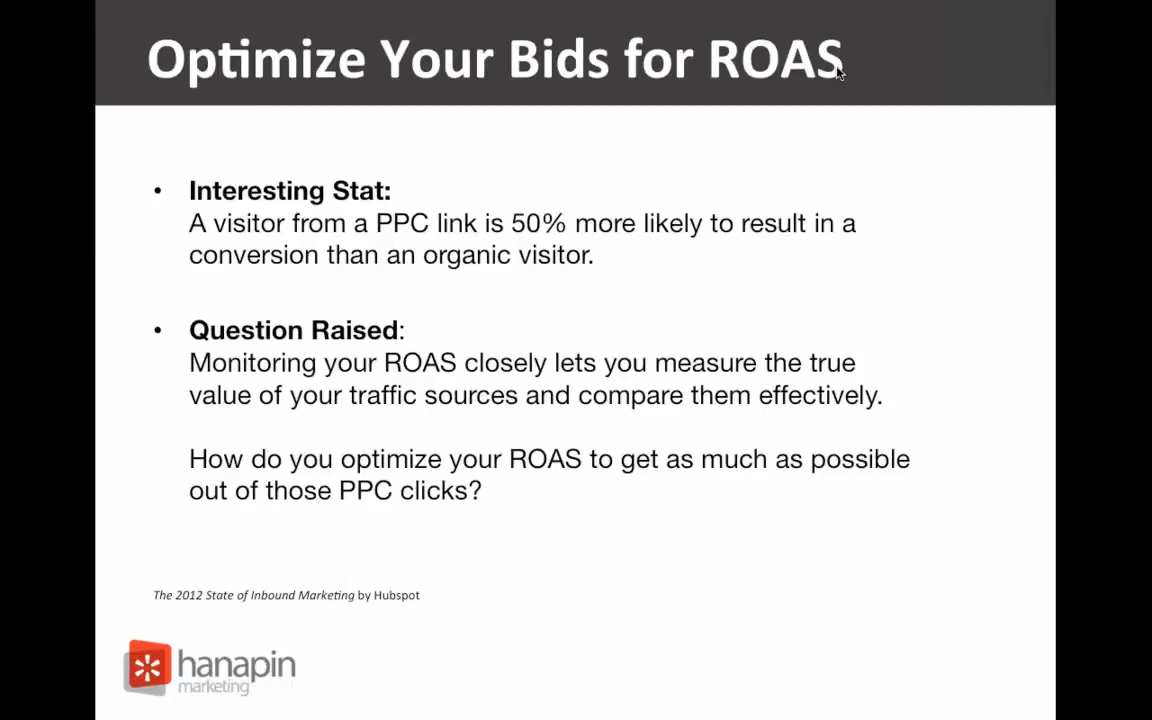 Optimize Your Bids for ROAS
• Interesting Stat:
A visitor from a PPC link is 50% more likely to result in a
conversion than an organic visitor.
• Question Raised:
Monitoring your ROAS closely lets you measure the true
value of your traffic sources and compare them effectively.
How do you optimize your ROAS to get as much as possible
out of those PPC clicks?
The 2012 State of Inbound Marketing by Hubspot
hanapin
marketing